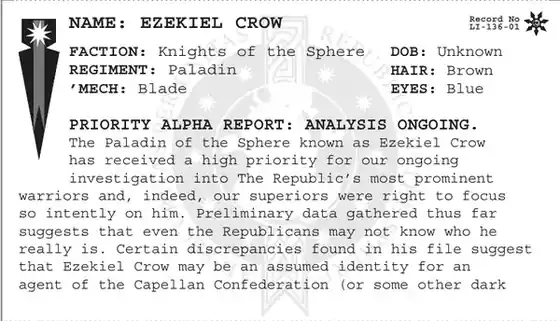 NAME: EZEKIEL CROW
Record No
LI-136-01
FACTION: Knights of the Sphere
DOB: Unknown
REGIMENT: Paladin
HAIR: Brown
'MECH: Blade
EYES: Blue
PRIORITY ALPHA REPORT: ANALYSIS ONGOING.
The Paladin of the Sphere known as Ezekiel Crow
has received a high priority for our ongoing
investigation into The Republic's most prominent
warriors and, indeed, our superiors were right to focus
so intently on him. Preliminary data gathered thus far
suggests that even the Republicans may not know who he
really is. Certain discrepancies found in his file suggest
that Ezekiel Crow may be an assumed identity for an
agent of the Capellan Confederation (or some other dark